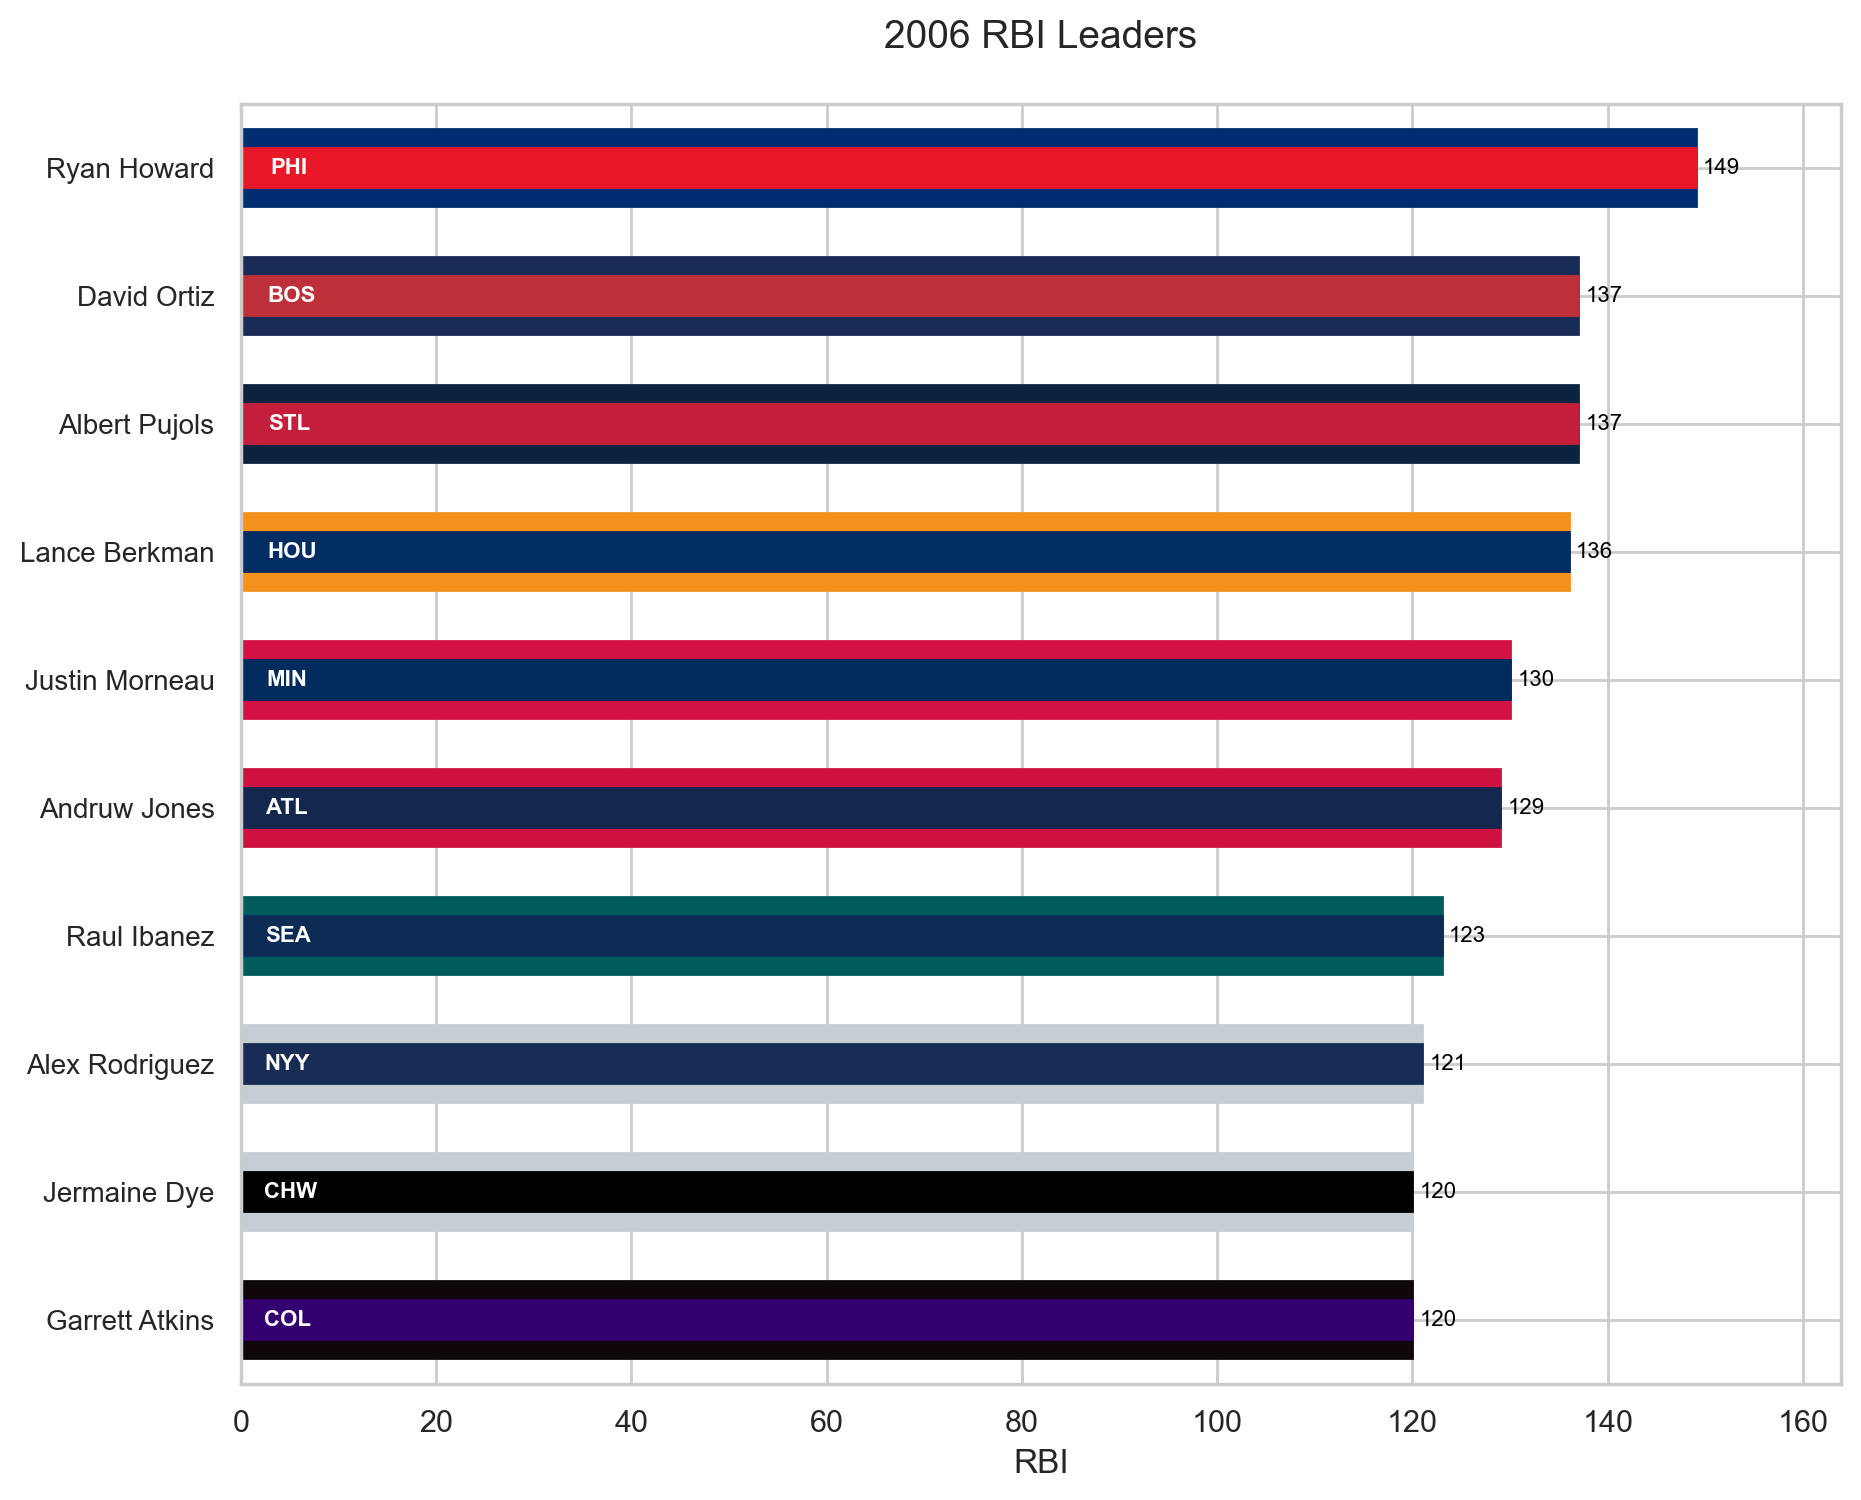 2006 RBI Leaders
Ryan Howard PHI 149
David Ortiz BOS 137
Albert Pujols STL 137
Lance Berkman HOU 136
Justin Morneau MIN 130
Andruw Jones ATL 129
Raul Ibanez SEA 123
Alex Rodriguez NYY 121
Jermaine Dye CHW 120
Garrett Atkins COL 120
0 20 40 60 80 100 120 140 160
RBI